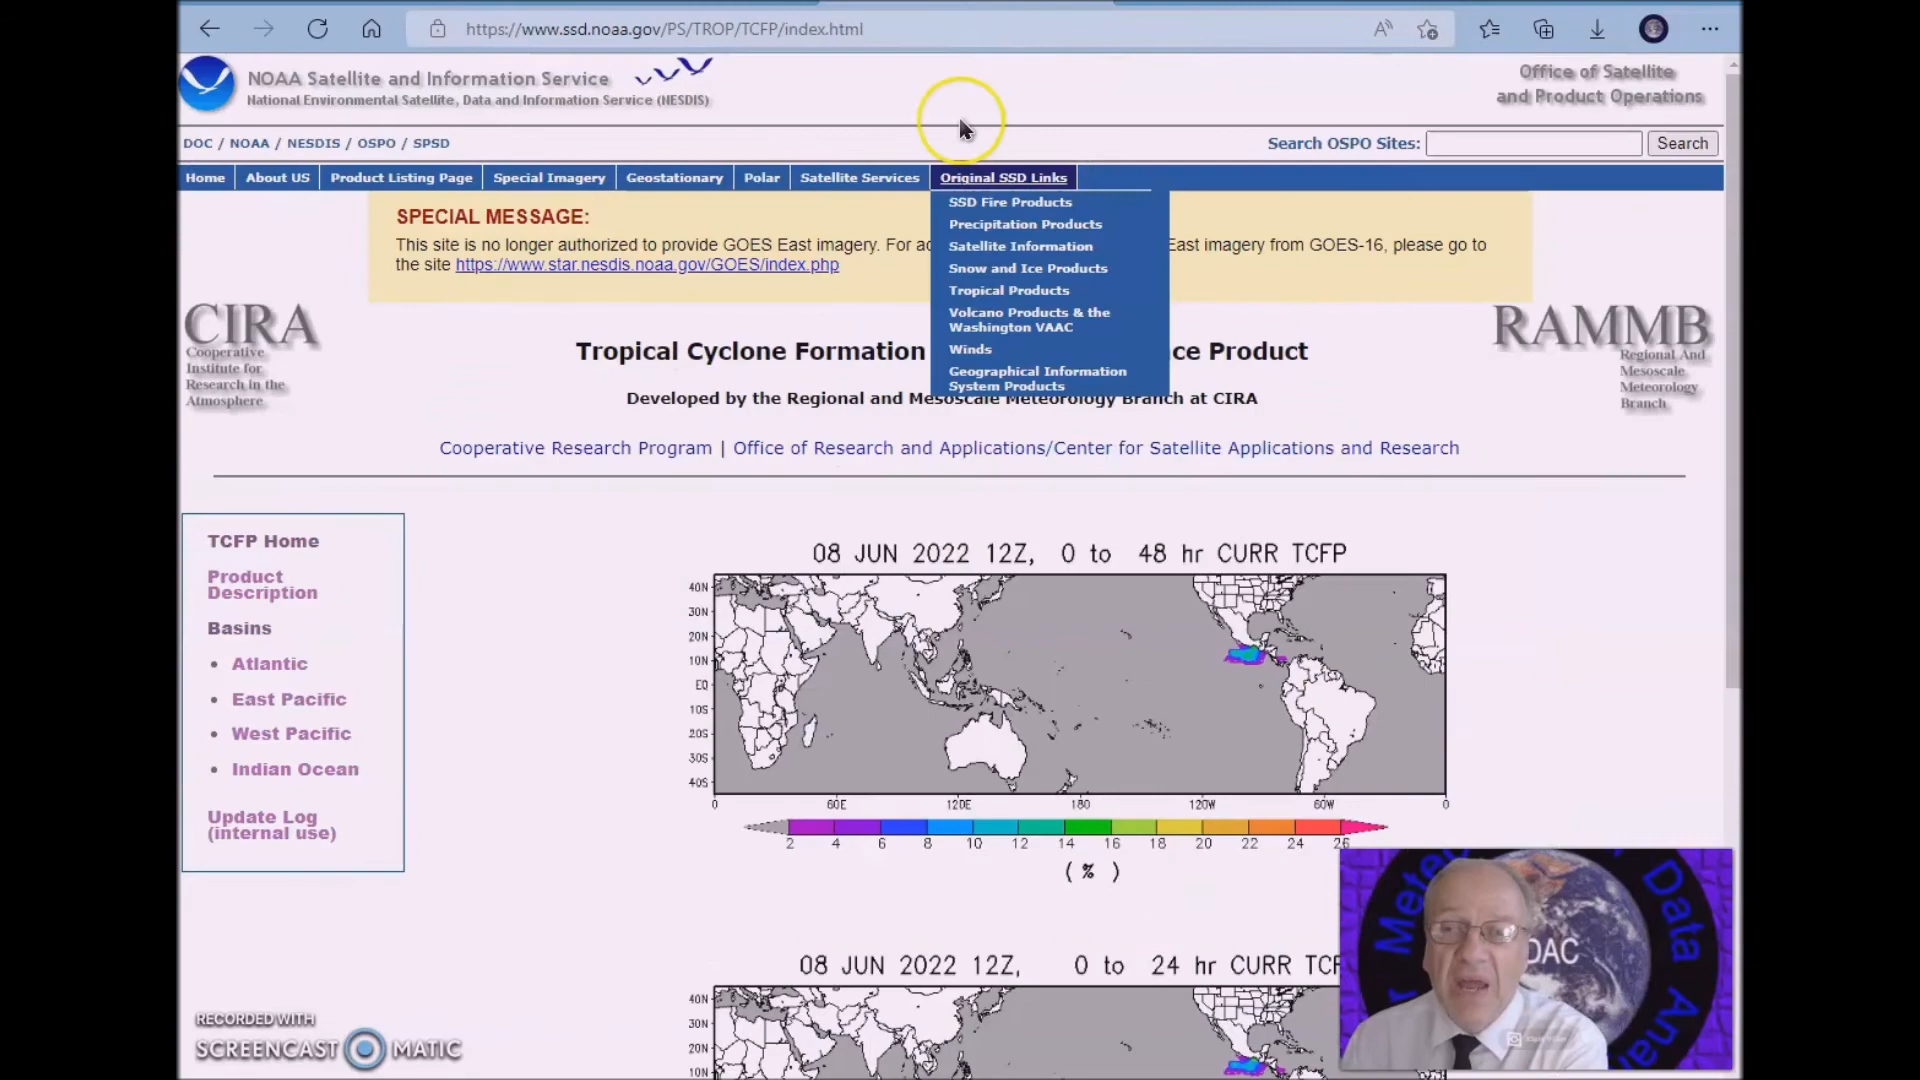 https://www.ssd.noaa.gov/PS/TROP/TCFP/index.html
NOAA Satellite and Information Service
National Environmental Satellite, Data and Information Service (NESDIS)
Office of Satellite
and Product Operations
DOC / NOAA / NESDIS / OSPO / SPSD
Search OSPO Sites:
Search
Home About US Product Listing Page Special Imagery Geostationary Polar Satellite Services Original SSD Links
SSD Fire Products
Precipitation Products
Satellite Information
Snow and Ice Products
Tropical Products
Volcano Products & the
Washington VAAC
Winds
Geographical Information
System Products
SPECIAL MESSAGE:
This site is no longer authorized to provide GOES East imagery. For East imagery from GOES-16, please go to
the site https://www.star.nesdis.noaa.gov/GOES/index.php
CIRA
Cooperative
Institute for
Research in the
Atmosphere
RAMMB
Regional And
Mesoscale
Meteorology
Branch
Tropical Cyclone Formation ce Product
Developed by the Regional and Mesoscale Meteorology Branch at CIRA
Cooperative Research Program | Office of Research and Applications/Center for Satellite Applications and Research
TCFP Home
Product
Description
Basins
• Atlantic
• East Pacific
• West Pacific
• Indian Ocean
Update Log
(internal use)
08 JUN 2022 12Z, 0 to 48 hr CURR TCFP
40N
30N
20N
10N
EQ
10S
20S
30S
40S
0 60E 120E 180 120W 60W 0
2 4 6 8 10 12 14 16 18 20 22 24 26
( % )
08 JUN 2022 12Z, 0 to 24 hr CURR TCF
40N
30N
20N
10N
Data
DAC
RECORDED WITH
SCREENCAST MATIC